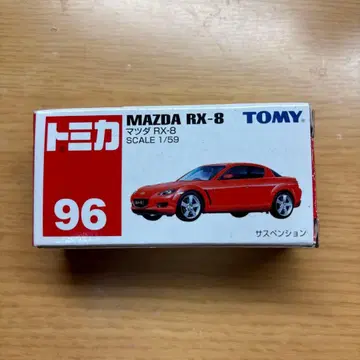 トミカ
96
MAZDA RX-8
マツダ RX-8
SCALE 1/59
TOMY
サスペンション